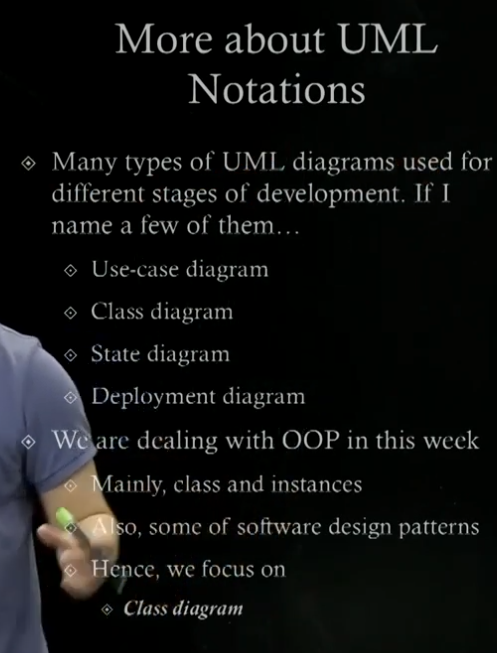 More about UML
Notations
Many types of UML diagrams used for
different stages of development. If I
name a few of them…
Use-case diagram
Class diagram
State diagram
Deployment diagram
We are dealing with OOP in this week
Mainly, class and instances
Also, some of software design patterns
Hence, we focus on
Class diagram